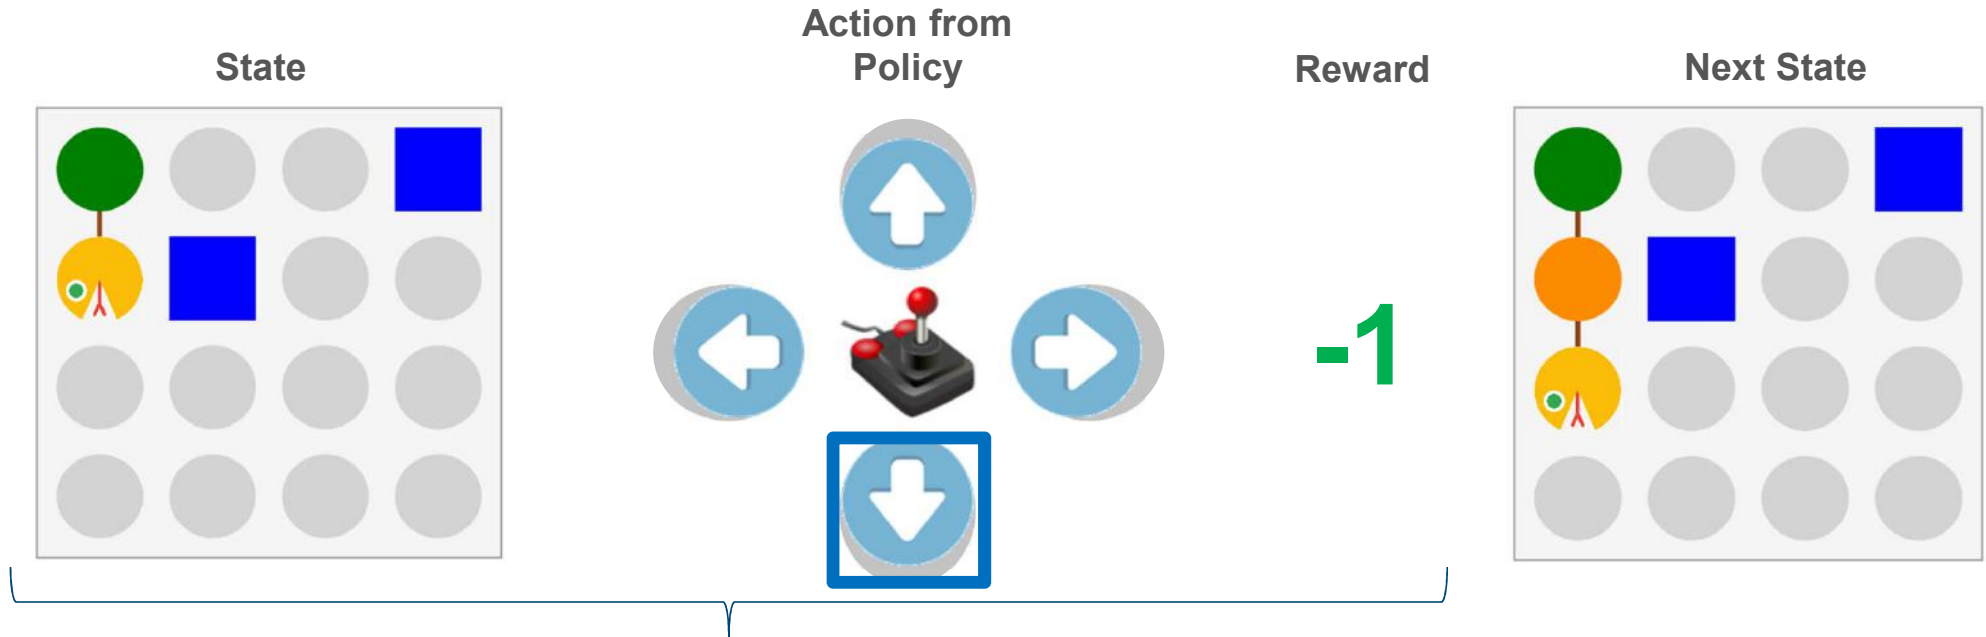 State
Action from
Policy
Reward
Next State
-1